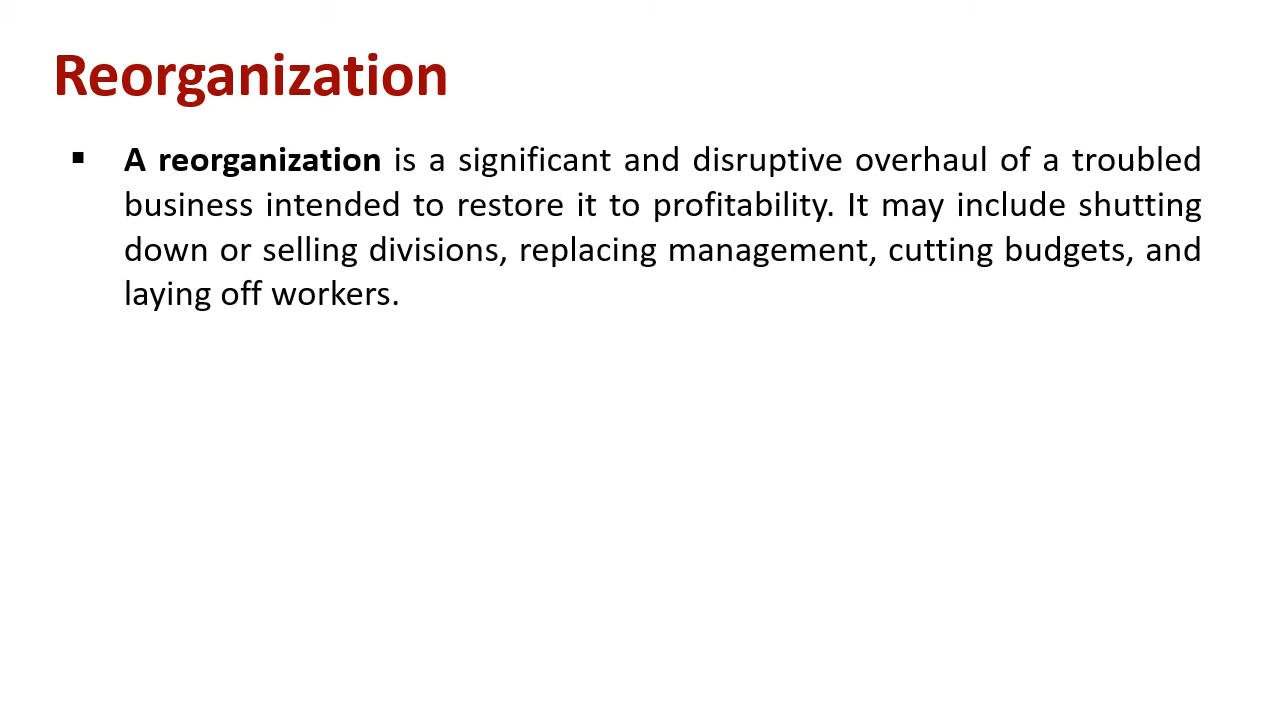 Reorganization
▪ A reorganization is a significant and disruptive overhaul of a troubled
business intended to restore it to profitability. It may include shutting
down or selling divisions, replacing management, cutting budgets, and
laying off workers.